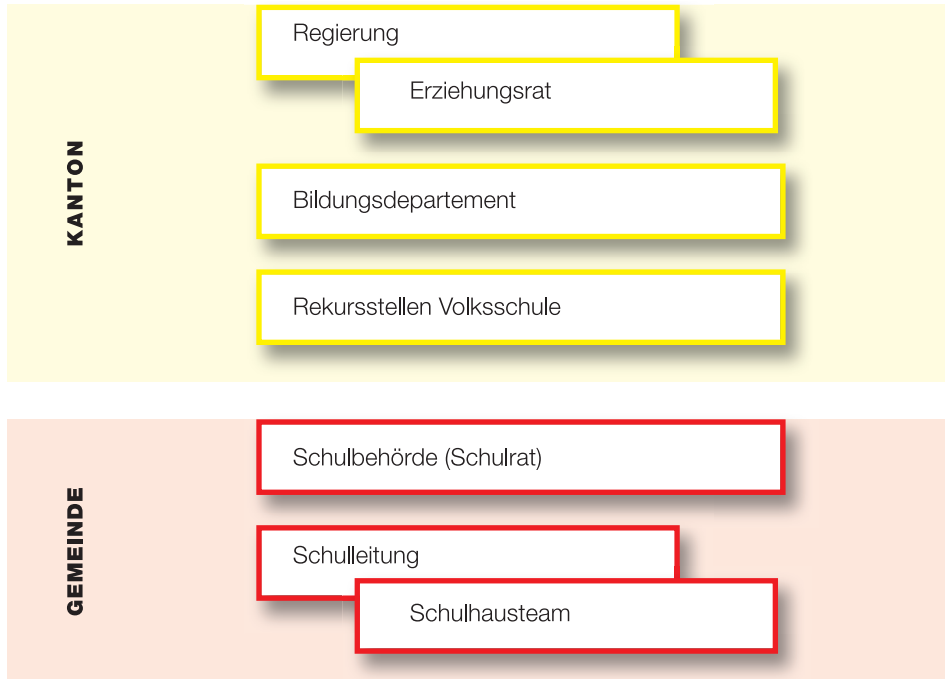 KANTON
Regierung
Erziehungsrat
Bildungsdepartement
Rekursstellen Volksschule
GEMEINDE
Schulbehörde (Schulrat)
Schulleitung
Schulhausteam